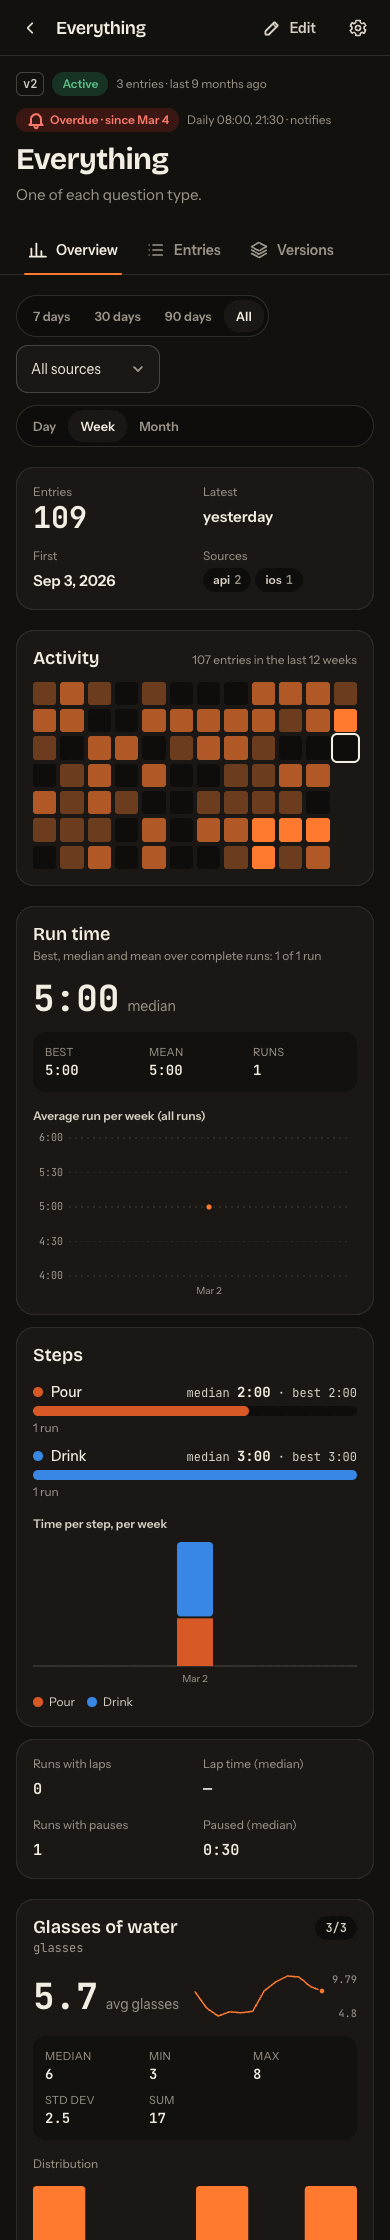 Everything
Edit
v2
Active
3 entries · last 9 months ago
Overdue · since Mar 4
Daily 08:00, 21:30 · notifies
Everything
One of each question type.
Overview
Entries
Versions
7 days
30 days
90 days
All
All sources
Day
Week
Month
Entries
Latest
109
yesterday
First
Sources
Sep 3, 2026
api 2
ios 1
Activity
107 entries in the last 12 weeks
Run time
Best, median and mean over complete runs: 1 of 1 run
5:00 median
BEST
MEAN
RUNS
5:00
5:00
1
Average run per week (all runs)
6:00
5:30
5:00
4:30
4:00
Mar 2
Steps
Pour
median 2:00 · best 2:00
1 run
Drink
median 3:00 · best 3:00
1 run
Time per step, per week
Mar 2
Pour
Drink
Runs with laps
Lap time (median)
0
—
Runs with pauses
Paused (median)
1
0:30
Glasses of water
3/3
glasses
5.7 avg glasses
9.79
4.8
MEDIAN
MIN
MAX
6
3
8
STD DEV
SUM
2.5
17
Distribution